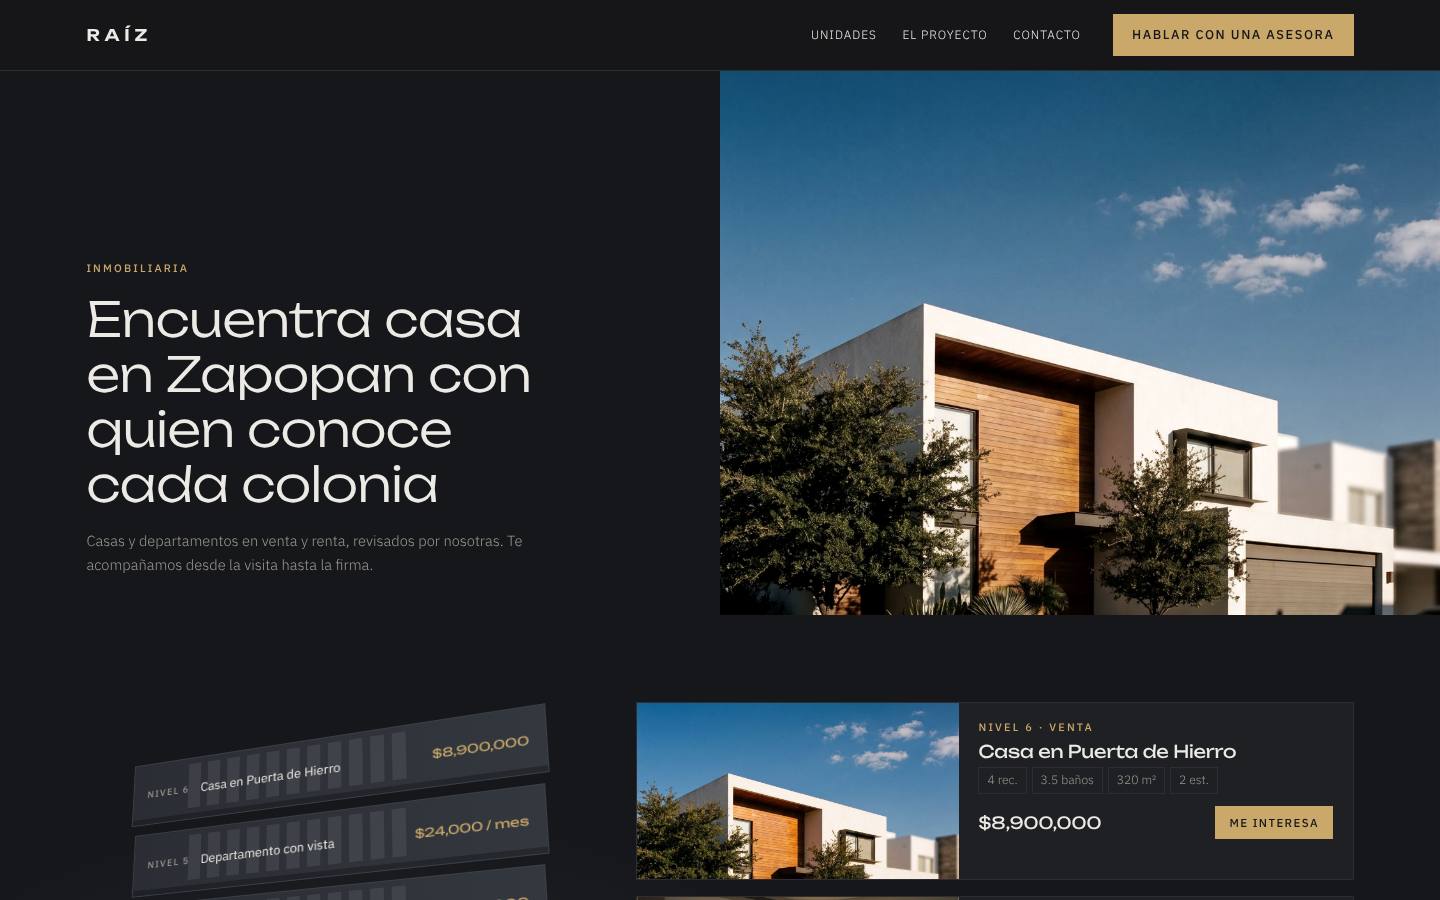 RAÍZ
UNIDADES
EL PROYECTO
CONTACTO
HABLAR CON UNA ASESORA
INMOBILIARIA
Encuentra casa
en Zapopan con
quien conoce
cada colonia
Casas y departamentos en venta y renta, revisados por nosotras. Te
acompañamos desde la visita hasta la firma.
NIVEL 6 Casa en Puerta de Hierro $8,900,000
NIVEL 5 Departamento con vista $24,000 / mes
NIVEL 6 · VENTA
Casa en Puerta de Hierro
4 rec. 3.5 baños 320 m² 2 est.
$8,900,000
ME INTERESA